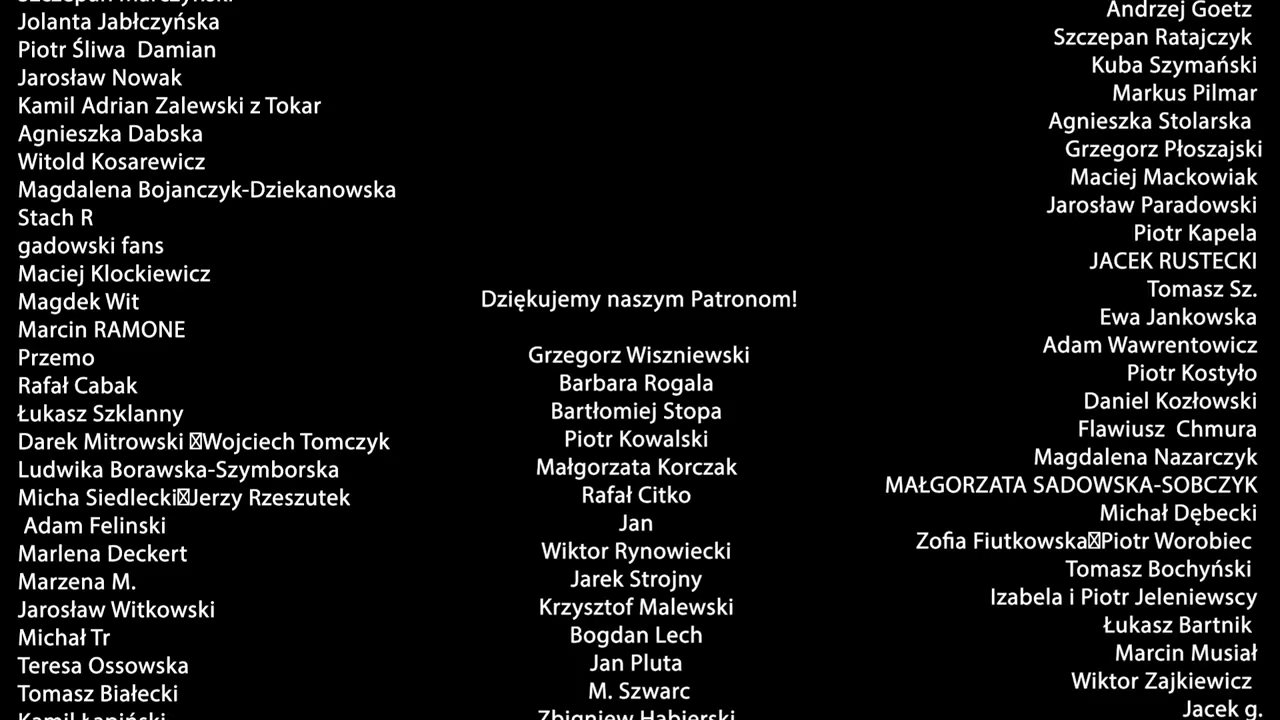 Szczepan Marczyński
Jolanta Jabłczyńska
Piotr Śliwa  Damian
Jarosław Nowak
Kamil Adrian Zalewski z Tokar
Agnieszka Dabska
Witold Kosarewicz
Magdalena Bojanczyk-Dziekanowska
Stach R
gadowski fans
Maciej Klockiewicz
Magdek Wit
Marcin RAMONE
Przemo
Rafał Cabak
Łukasz Szklanny
Darek Mitrowski Wojciech Tomczyk
Ludwika Borawska-Szymborska
Micha Siedlecki Jerzy Rzeszutek
Adam Felinski
Marlena Deckert
Marzena M.
Jarosław Witkowski
Michał Tr
Teresa Ossowska
Tomasz Białecki
Kamil Łapiński
Dziękujemy naszym Patronom!
Grzegorz Wiszniewski
Barbara Rogala
Bartłomiej Stopa
Piotr Kowalski
Małgorzata Korczak
Rafał Citko
Jan
Wiktor Rynowiecki
Jarek Strojny
Krzysztof Malewski
Bogdan Lech
Jan Pluta
M. Szwarc
Zbigniew Habierski
Andrzej Goetz
Szczepan Ratajczyk
Kuba Szymański
Markus Pilmar
Agnieszka Stolarska
Grzegorz Płoszajski
Maciej Mackowiak
Jarosław Paradowski
Piotr Kapela
JACEK RUSTECKI
Tomasz Sz.
Ewa Jankowska
Adam Wawrentowicz
Piotr Kostyło
Daniel Kozłowski
Flawiusz  Chmura
Magdalena Nazarczyk
MAŁGORZATA SADOWSKA-SOBCZYK
Michał Dębecki
Zofia Fiutkowska Piotr Worobiec
Tomasz Bochyński
Izabela i Piotr Jeleniewscy
Łukasz Bartnik
Marcin Musiał
Wiktor Zajkiewicz
Jacek g.